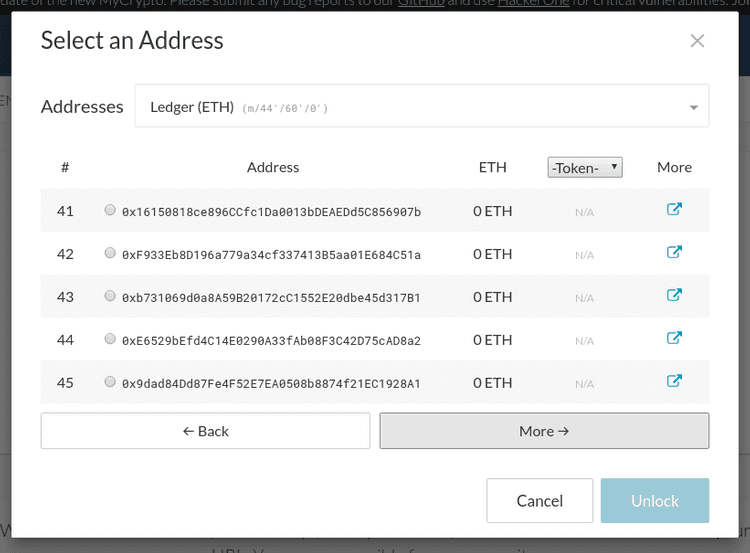 date of the new MyCrypto. Please submit any bug reports to our GitHub and use HackerOne for critical vulnerabilities.
Select an Address
Addresses Ledger (ETH) (m/44'/60'/0')
# Address ETH -Token- More
41 0x16150818ce896CCfc1Da0013bDEAEDd5C856907b 0 ETH N/A
42 0xF933Eb8D196a779a34cf337413B5aa01E684C51a 0 ETH N/A
43 0xb731069d0a8A59B20172cC1552E20dbe45d317B1 0 ETH N/A
44 0xE6529bEfd4C14E0290A33fAb08F3C42D75cAD8a2 0 ETH N/A
45 0x9dad84Dd87Fe4F52E7EA0508b8874f21EC1928A1 0 ETH N/A
← Back More →
Cancel Unlock